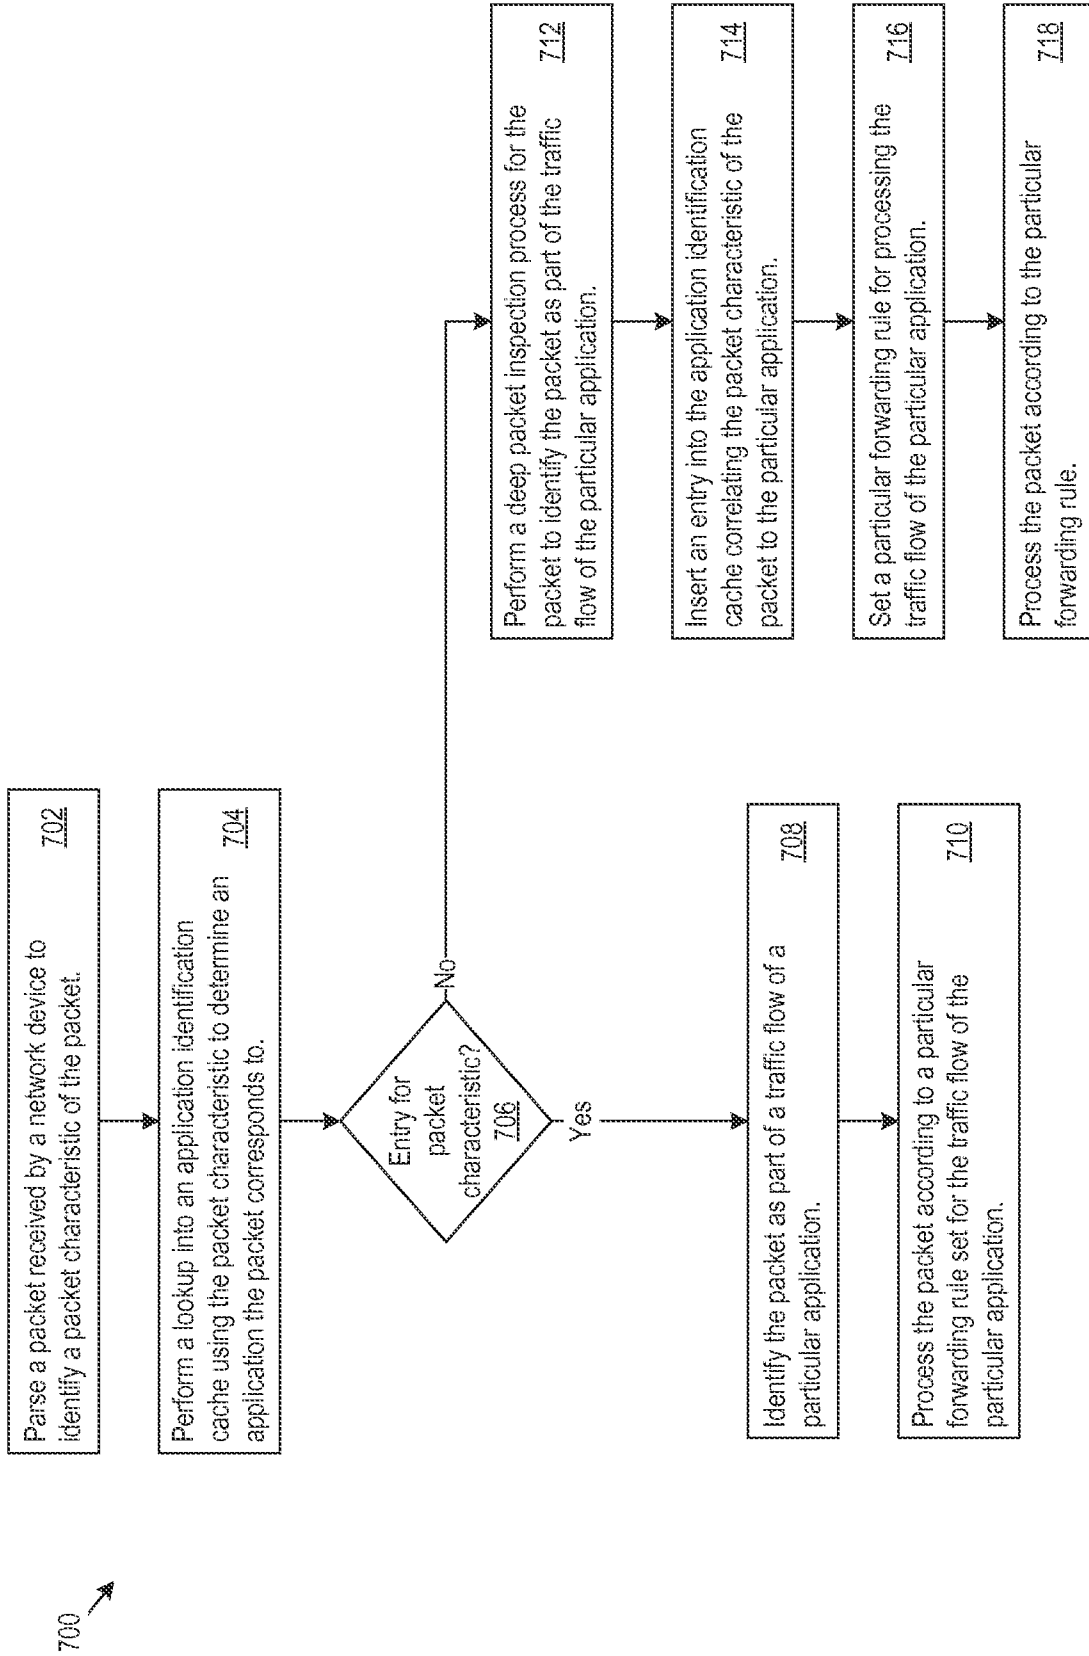 700
Parse a packet received by a network device to
identify a packet characteristic of the packet.
702
Perform a lookup into an application identification
cache using the packet characteristic to determine an
application the packet corresponds to.
704
Entry for
packet
characteristic?
706
No
Yes
Identify the packet as part of a traffic flow of a
particular application.
708
Process the packet according to a particular
forwarding rule set for the traffic flow of the
particular application.
710
Perform a deep packet inspection process for the
packet to identify the packet as part of the traffic
flow of the particular application.
712
Insert an entry into the application identification
cache correlating the packet characteristic of the
packet to the particular application.
714
Set a particular forwarding rule for processing the
traffic flow of the particular application.
716
Process the packet according to the particular
forwarding rule.
718